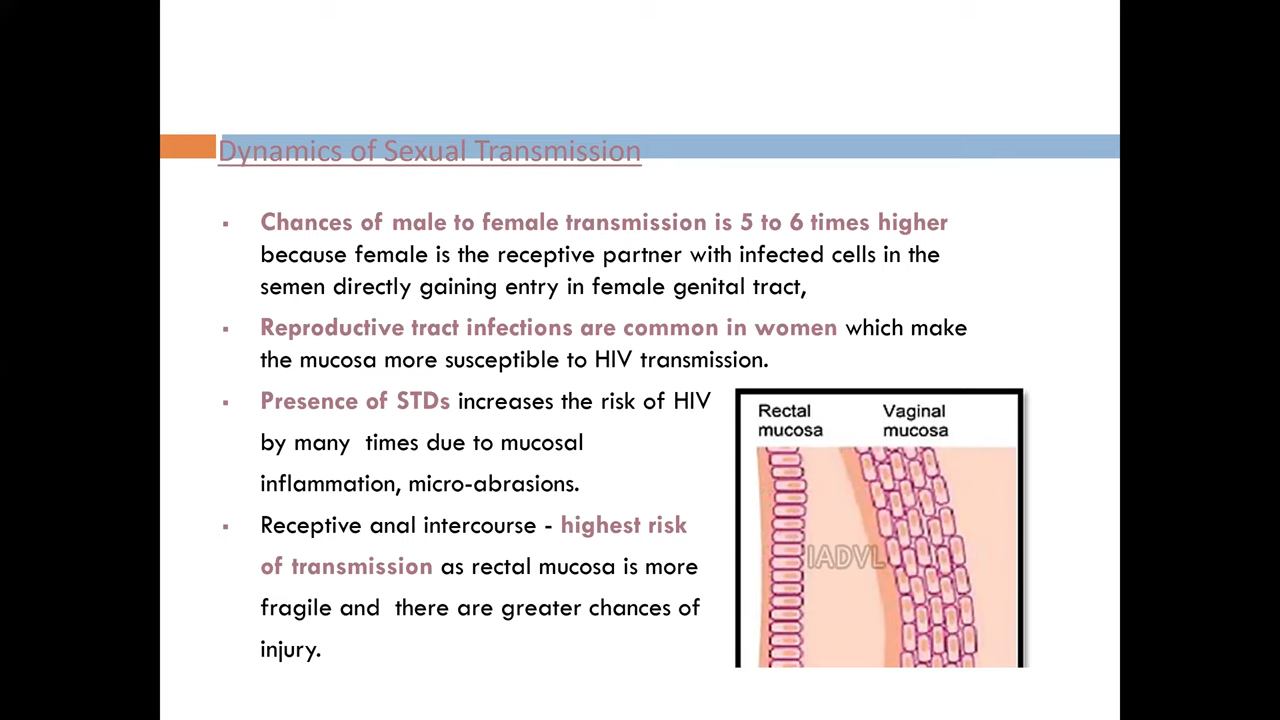 Dynamics of Sexual Transmission
▪ Chances of male to female transmission is 5 to 6 times higher
because female is the receptive partner with infected cells in the
semen directly gaining entry in female genital tract,
▪ Reproductive tract infections are common in women which make
the mucosa more susceptible to HIV transmission.
▪ Presence of STDs increases the risk of HIV
by many times due to mucosal
inflammation, micro-abrasions.
▪ Receptive anal intercourse - highest risk
of transmission as rectal mucosa is more
fragile and there are greater chances of
injury.
Rectal mucosa
Vaginal mucosa
IADVL